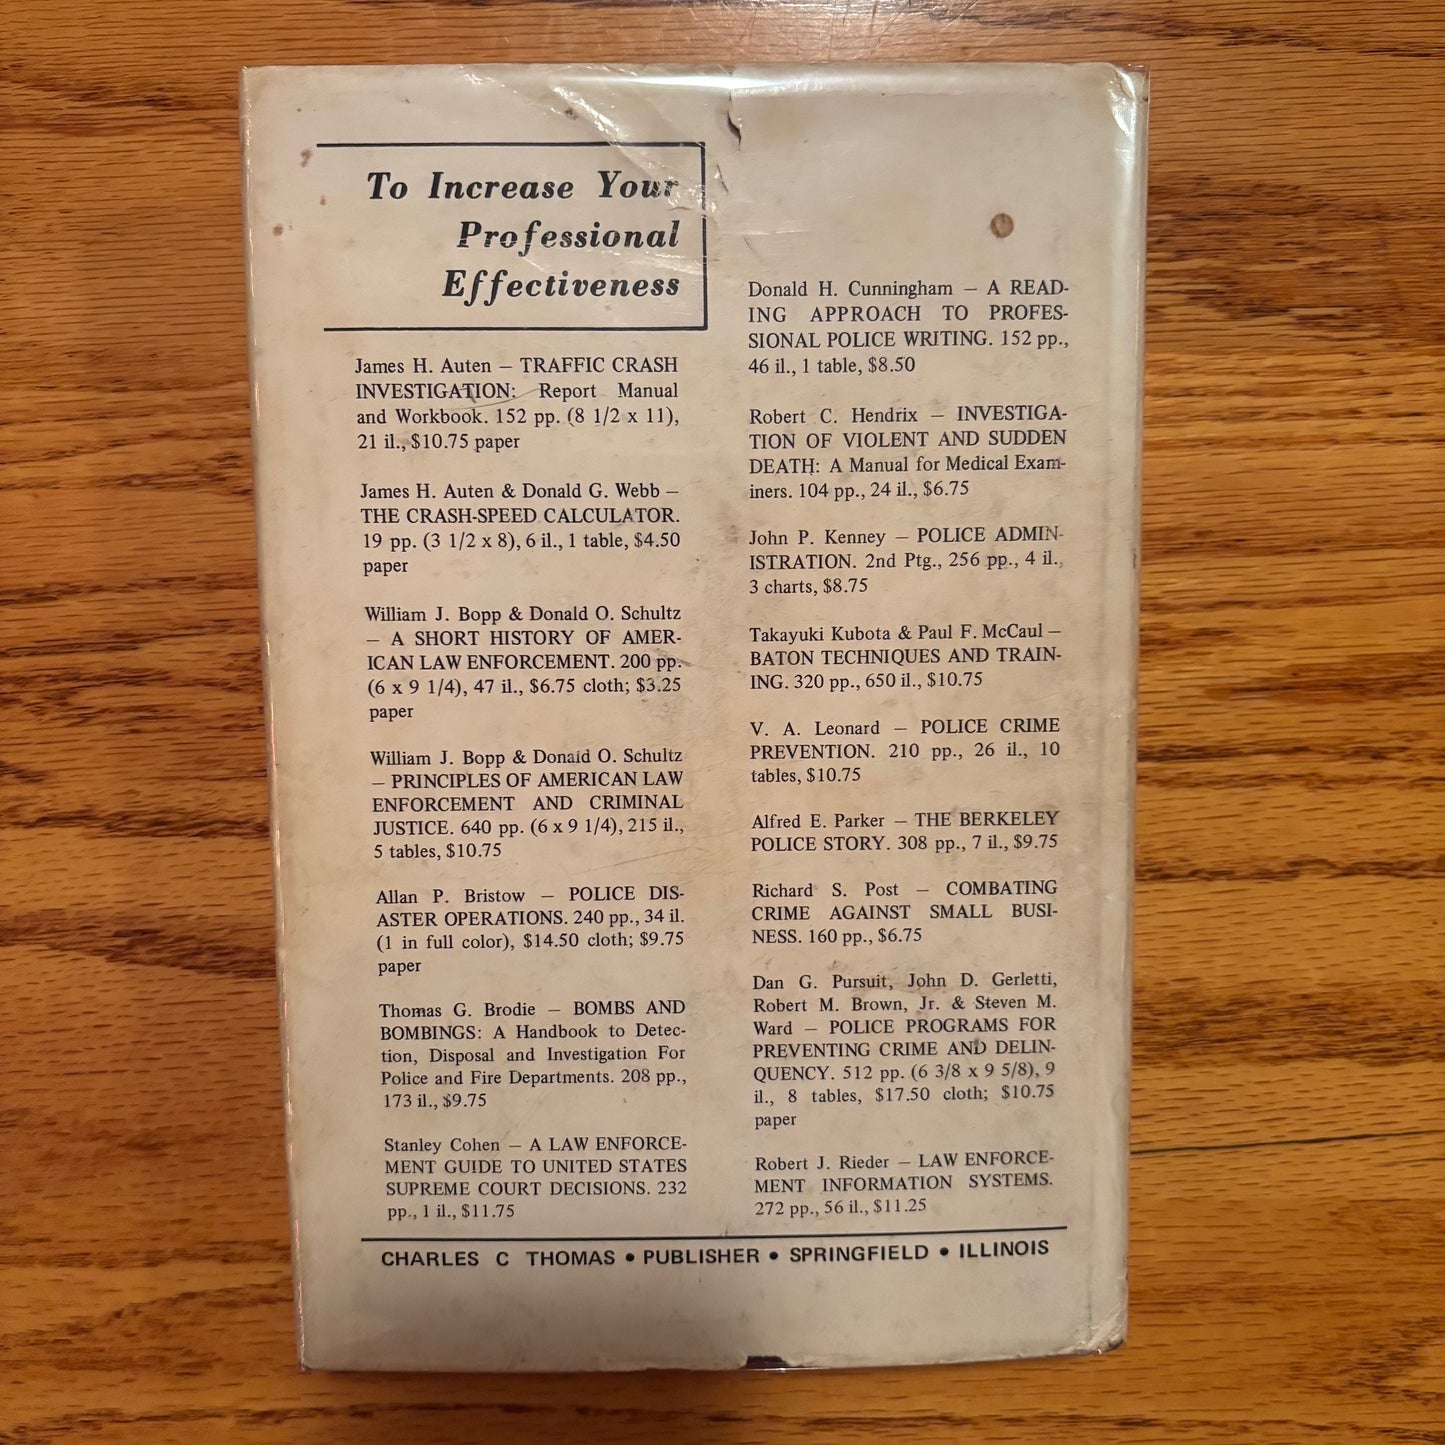 To Increase Your
Professional
Effectiveness
James H. Auten – TRAFFIC CRASH
INVESTIGATION: Report Manual
and Workbook. 152 pp. (8 1/2 x 11),
21 il., $10.75 paper
James H. Auten & Donald G. Webb –
THE CRASH-SPEED CALCULATOR.
19 pp. (3 1/2 x 8), 6 il., 1 table, $4.50
paper
William J. Bopp & Donald O. Schultz
– A SHORT HISTORY OF AMER-
ICAN LAW ENFORCEMENT. 200 pp.
(6 x 9 1/4), 47 il., $6.75 cloth; $3.25
paper
William J. Bopp & Donald O. Schultz
– PRINCIPLES OF AMERICAN LAW
ENFORCEMENT AND CRIMINAL
JUSTICE. 640 pp. (6 x 9 1/4), 215 il.,
5 tables, $10.75
Allan P. Bristow – POLICE DIS-
ASTER OPERATIONS. 240 pp., 34 il.
(1 in full color), $14.50 cloth; $9.75
paper
Thomas G. Brodie – BOMBS AND
BOMBINGS: A Handbook to Detec-
tion, Disposal and Investigation For
Police and Fire Departments. 208 pp.,
173 il., $9.75
Stanley Cohen – A LAW ENFORCE-
MENT GUIDE TO UNITED STATES
SUPREME COURT DECISIONS. 232
pp., 1 il., $11.75
Donald H. Cunningham – A READ-
ING APPROACH TO PROFES-
SIONAL POLICE WRITING. 152 pp.,
46 il., 1 table, $8.50
Robert C. Hendrix – INVESTIGA-
TION OF VIOLENT AND SUDDEN
DEATH: A Manual for Medical Exam-
iners. 104 pp., 24 il., $6.75
John P. Kenney – POLICE ADMIN-
ISTRATION. 2nd Ptg., 256 pp., 4 il.,
3 charts, $8.75
Takayuki Kubota & Paul F. McCaul –
BATON TECHNIQUES AND TRAIN-
ING. 320 pp., 650 il., $10.75
V. A. Leonard – POLICE CRIME
PREVENTION. 210 pp., 26 il., 10
tables, $10.75
Alfred E. Parker – THE BERKELEY
POLICE STORY. 308 pp., 7 il., $9.75
Richard S. Post – COMBATING
CRIME AGAINST SMALL BUSI-
NESS. 160 pp., $6.75
Dan G. Pursuit, John D. Gerletti,
Robert M. Brown, Jr. & Steven M.
Ward – POLICE PROGRAMS FOR
PREVENTING CRIME AND DELIN-
QUENCY. 512 pp. (6 3/8 x 9 5/8), 9
il., 8 tables, $17.50 cloth; $10.75
paper
Robert J. Rieder – LAW ENFORCE-
MENT INFORMATION SYSTEMS.
272 pp., 56 il., $11.25
CHARLES C THOMAS • PUBLISHER • SPRINGFIELD • ILLINOIS